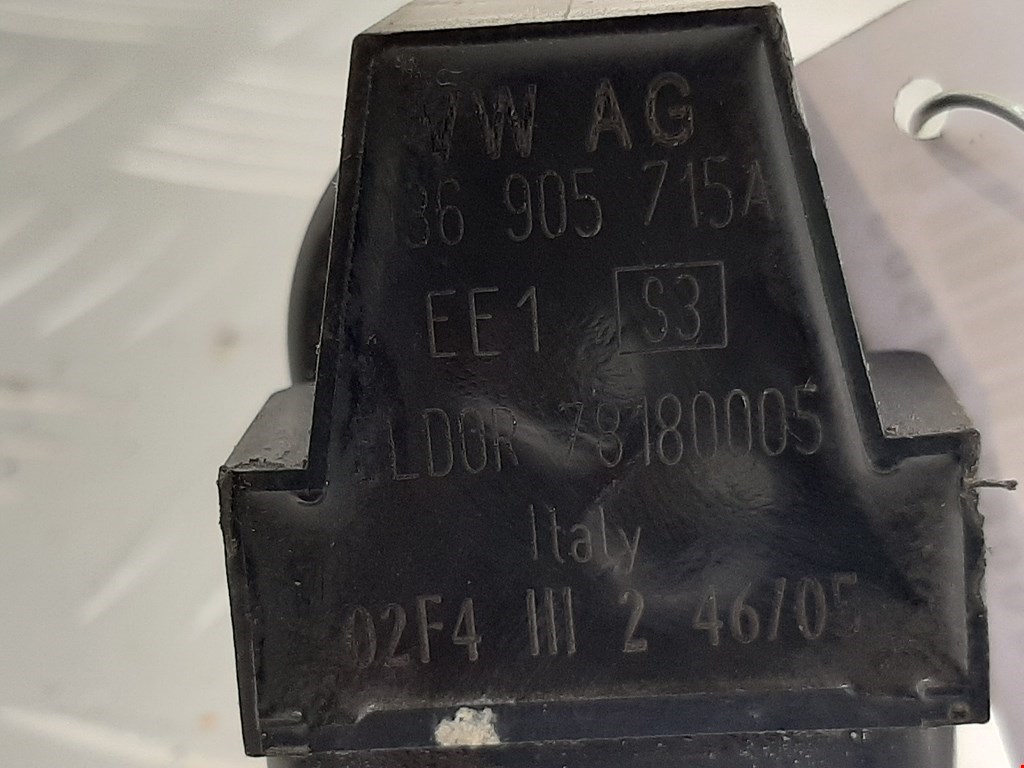 VW AG
36 905 715A
EE1 S3
ELDOR 78180005
Italy
02F4 III 2 46/05